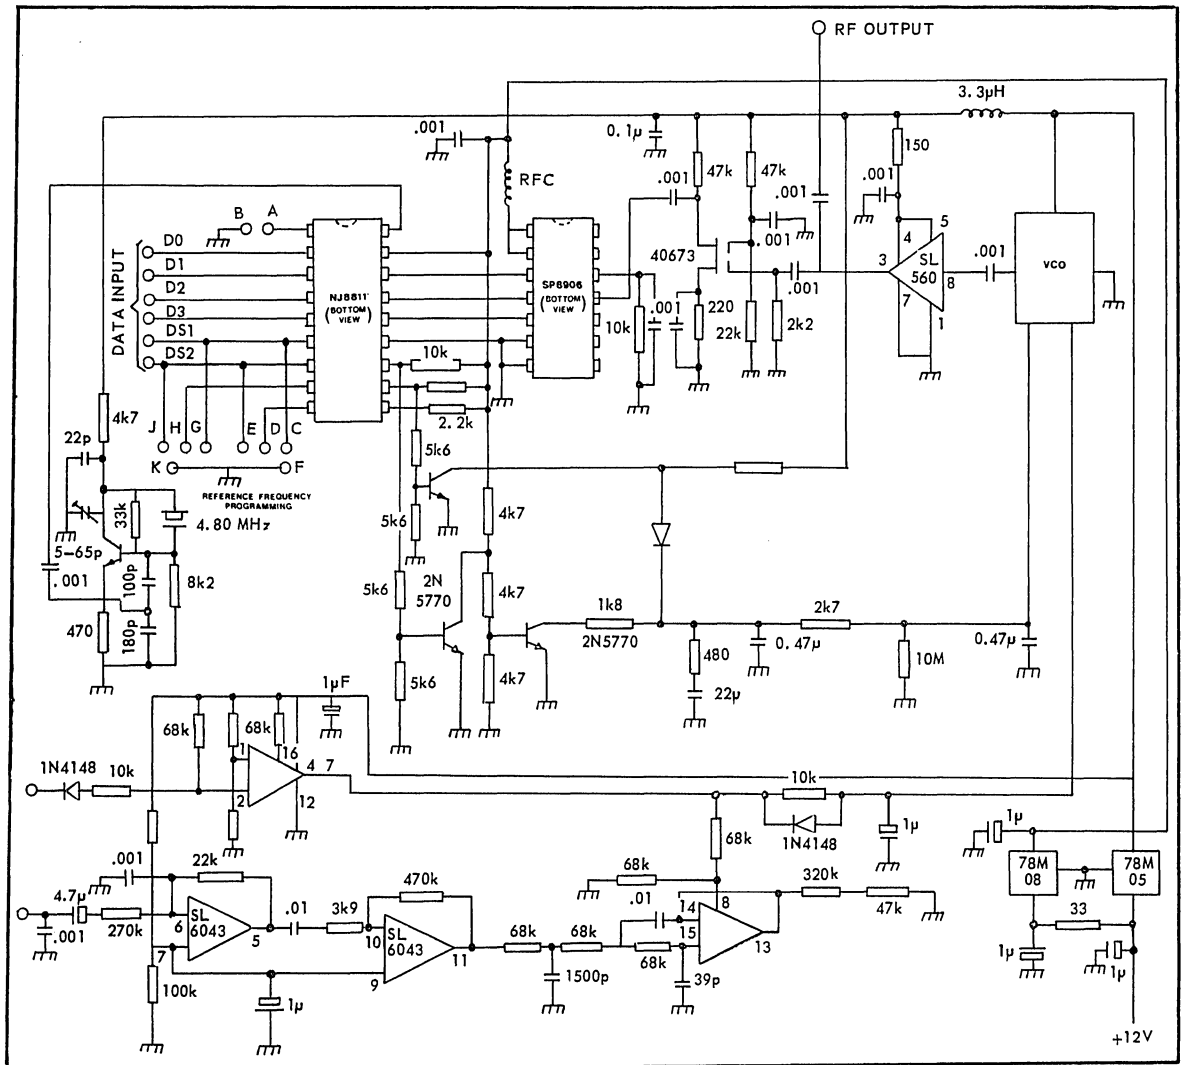 RF OUTPUT
3.3μH
.001
0.1μ
150
RFC
47k
47k
.001
.001
.001
B
A
D0
D1
D2
D3
DS1
DS2
DATA INPUT
NJ8811
(BOTTOM VIEW)
SP8906
(BOTTOM VIEW)
40673
.001
.001
4
5
3
SL
560
8
7
1
.001
VCO
10k
.001
220
22k
2k2
10k
2.2k
4k7
22p
J
H
G
E
D
C
K
F
REFERENCE FREQUENCY
PROGRAMMING
33k
4.80 MHz
5-65p
.001
100p
8k2
470
180p
5k6
5k6
4k7
5k6
2N
5770
4k7
5k6
4k7
1k8
2N5770
2k7
480
0.47μ
22μ
10M
0.47μ
1μF
68k
68k
16
1
4
7
2
12
1N4148
10k
10k
1N4148
1μ
68k
1μ
78M
08
78M
05
33
1μ
1μ
+12V
.001
22k
4.7μ
.001
270k
6
SL
6043
5
7
100k
1μ
.01
3k9
470k
10
SL
6043
11
9
68k
68k
1500p
68k
.01
68k
14
15
8
13
39p
320k
47k